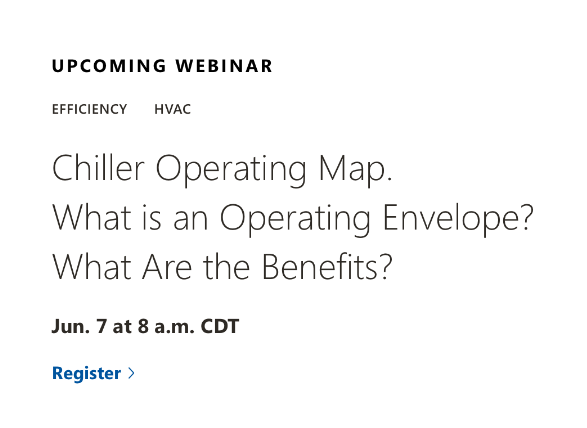 UPCOMING WEBINAR
EFFICIENCY HVAC
Chiller Operating Map.
What is an Operating Envelope?
What Are the Benefits?
Jun. 7 at 8 a.m. CDT
Register >